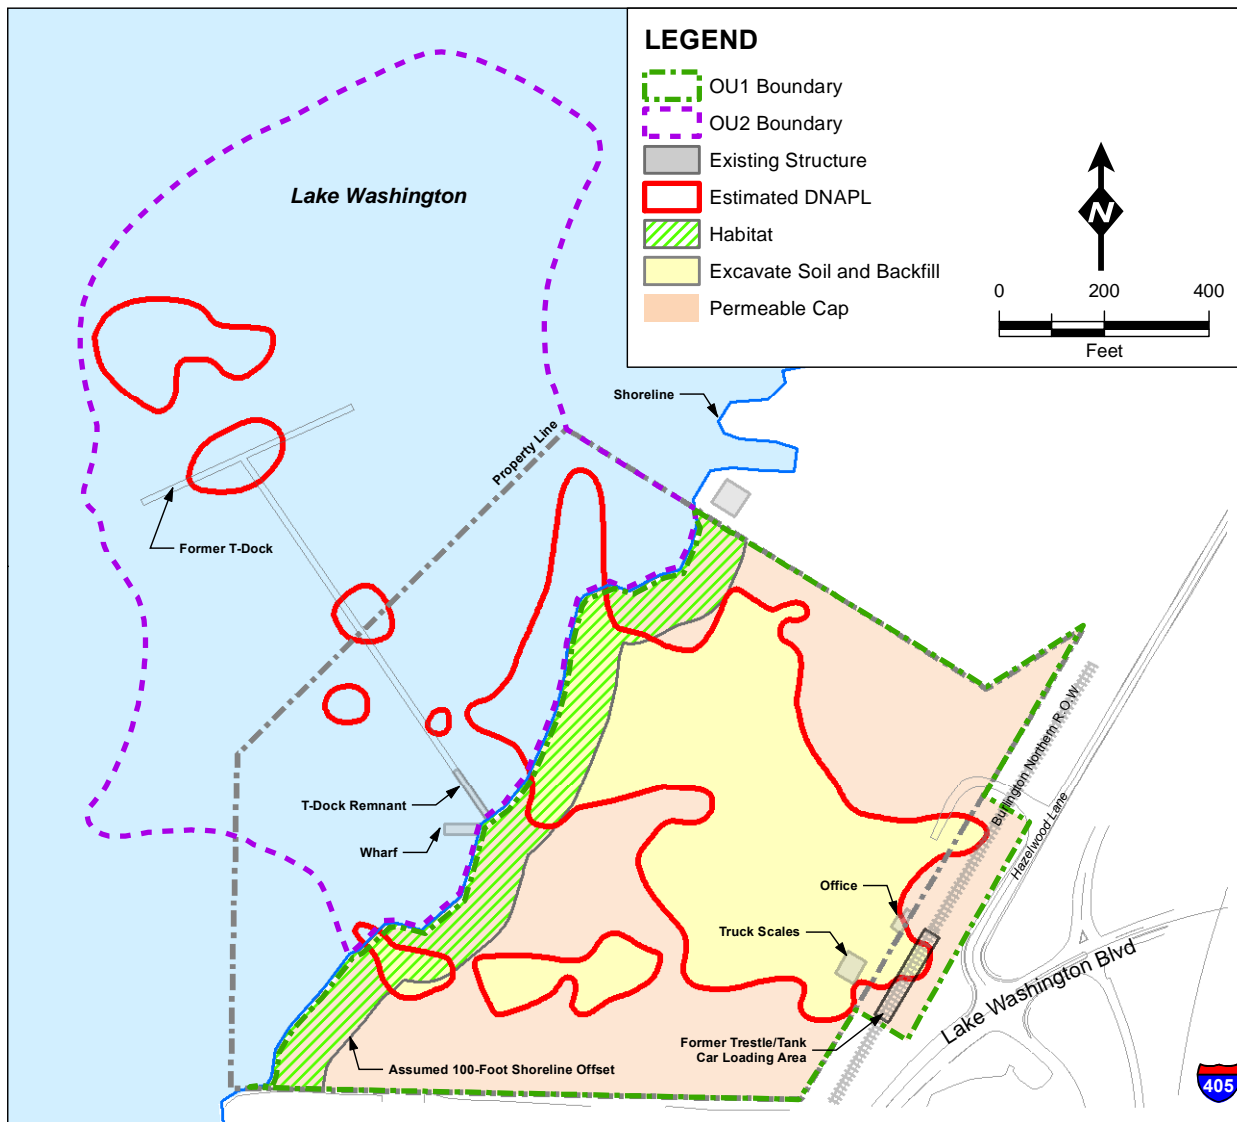 LEGEND
OU1 Boundary
OU2 Boundary
Existing Structure
Estimated DNAPL
Habitat
Excavate Soil and Backfill
Permeable Cap
N
0 200 400
Feet
Lake Washington
Shoreline
Property Line
Former T-Dock
T-Dock Remnant
Wharf
Burlington Northern R.O.W
Hazelwood Lane
Office
Truck Scales
Lake Washington Blvd
Former Trestle/Tank
Car Loading Area
Assumed 100-Foot Shoreline Offset
405